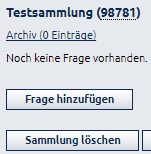 Testsammlung (98781)
Archiv (0 Einträge)
Noch keine Frage vorhanden.
Frage hinzufügen
Sammlung löschen